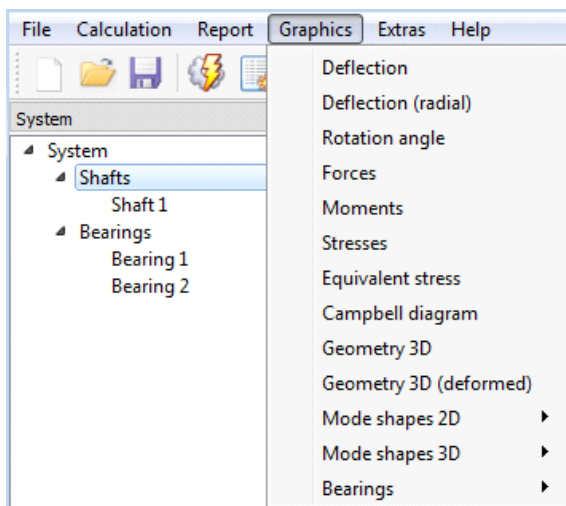 File Calculation Report Graphics Extras Help
System
System
Shafts
Shaft 1
Bearings
Bearing 1
Bearing 2
Deflection
Deflection (radial)
Rotation angle
Forces
Moments
Stresses
Equivalent stress
Campbell diagram
Geometry 3D
Geometry 3D (deformed)
Mode shapes 2D
Mode shapes 3D
Bearings